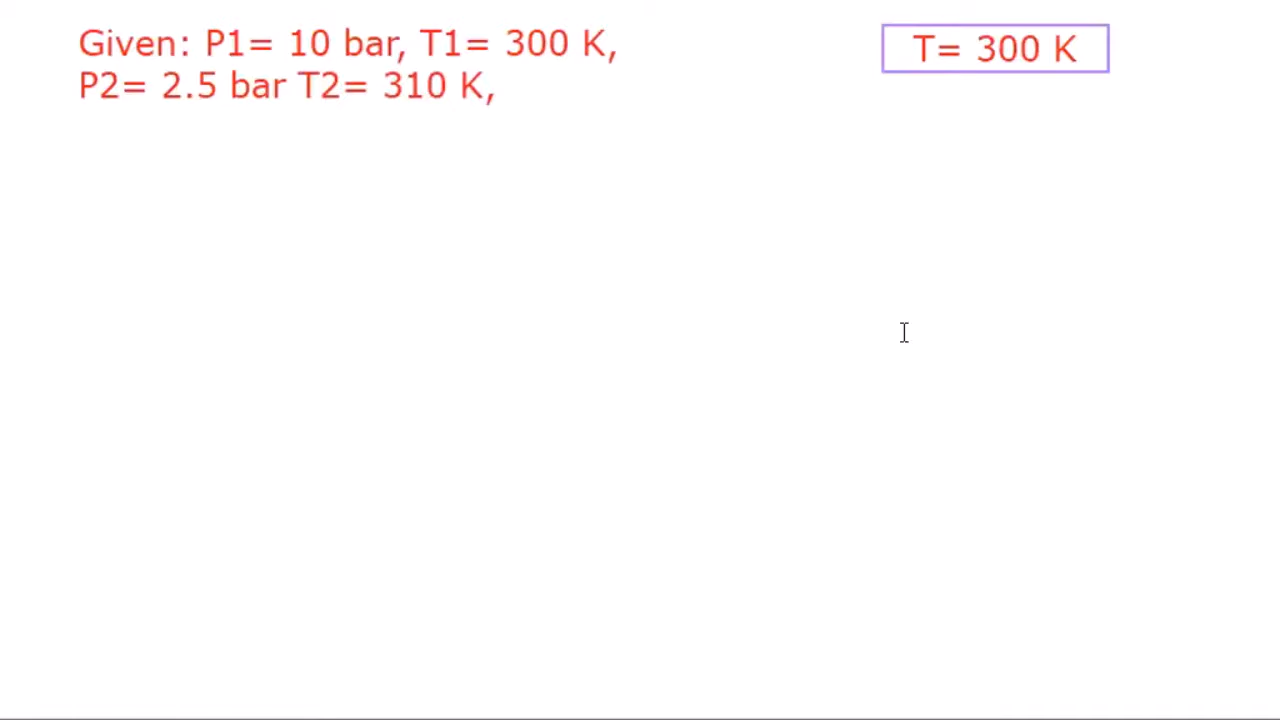 Given: P1= 10 bar, T1= 300 K,
P2= 2.5 bar T2= 310 K,
T= 300 K